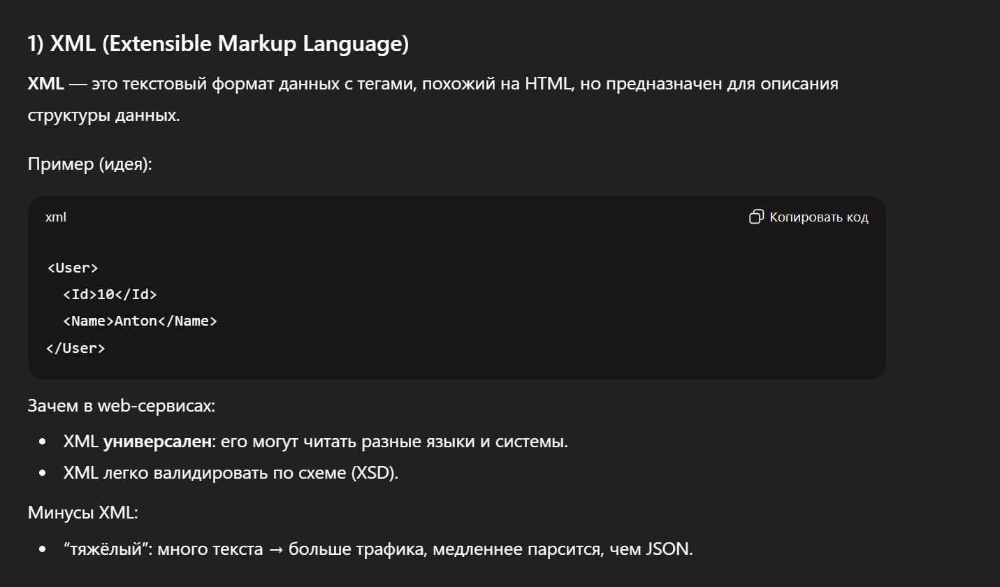 1) XML (Extensible Markup Language)
XML — это текстовый формат данных с тегами, похожий на HTML, но предназначен для описания
структуры данных.
Пример (идея):
xml
Копировать код
<User>
  <Id>10</Id>
  <Name>Anton</Name>
</User>
Зачем в web-сервисах:
• XML универсален: его могут читать разные языки и системы.
• XML легко валидировать по схеме (XSD).
Минусы XML:
• “тяжёлый”: много текста → больше трафика, медленнее парсится, чем JSON.